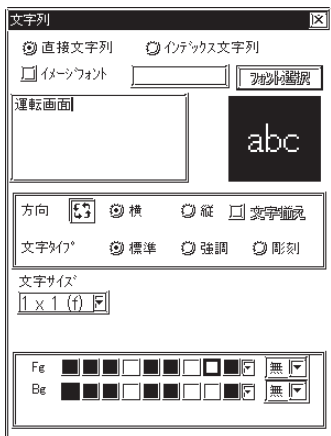 文字列
直接文字列 インデックス文字列
イメージフォント フォント選択
運転画面
abc
方向 横 縦 文字揃え
文字タイプ 標準 強調 彫刻
文字サイズ
1 x 1 (f)
Fg 無
Bg 無